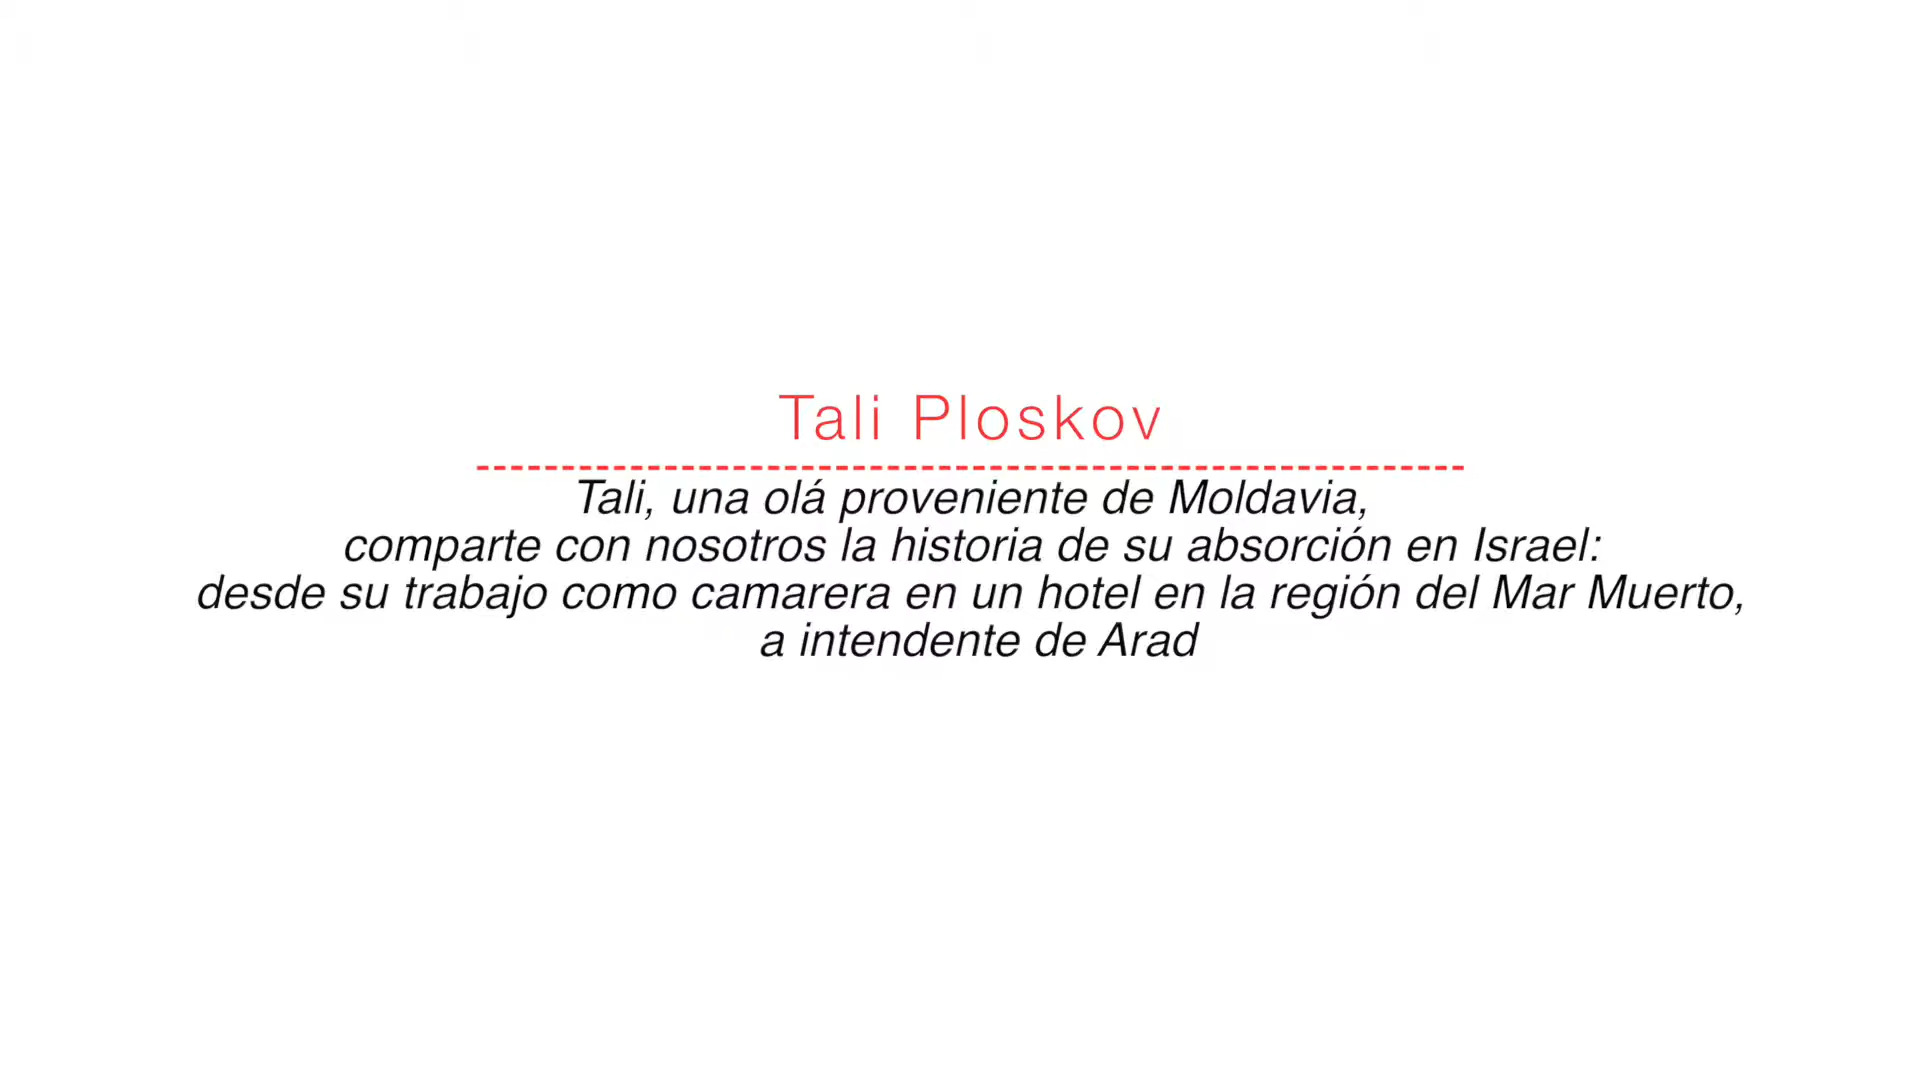 Tali Ploskov
Tali, una olá proveniente de Moldavia,
comparte con nosotros la historia de su absorción en Israel:
desde su trabajo como camarera en un hotel en la región del Mar Muerto,
a intendente de Arad